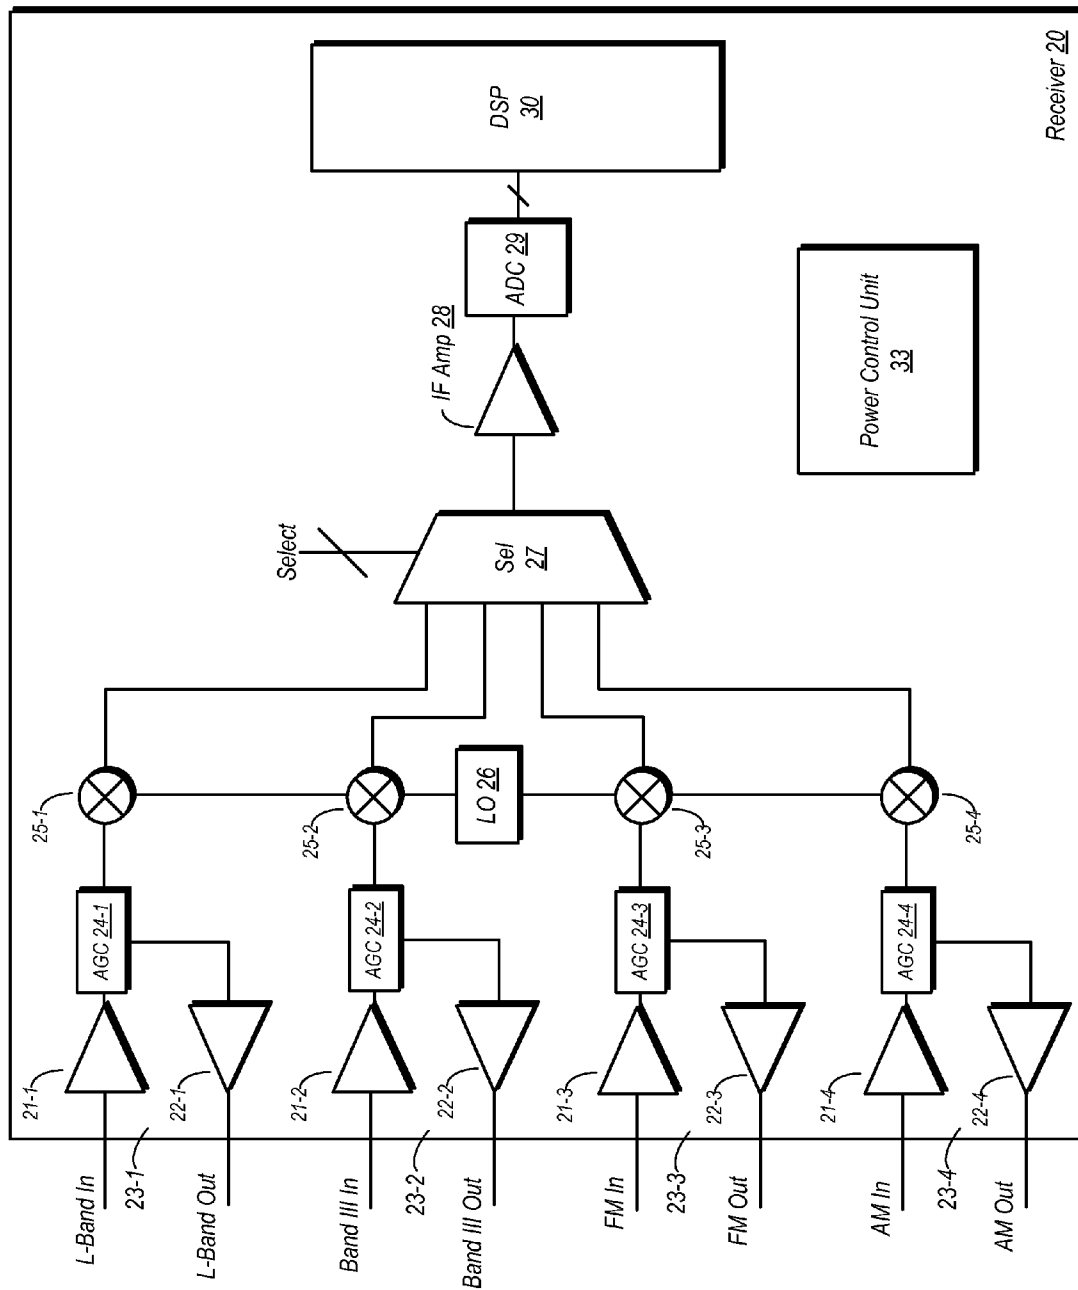 L-Band In
L-Band Out
Band III In
Band III Out
FM In
FM Out
AM In
AM Out
23-1
23-2
23-3
23-4
21-1
22-1
21-2
22-2
21-3
22-3
21-4
22-4
AGC 24-1
AGC 24-2
AGC 24-3
AGC 24-4
25-1
25-2
25-3
25-4
LO 26
Select
Sel
27
IF Amp 28
ADC 29
DSP
30
Power Control Unit
33
Receiver 20